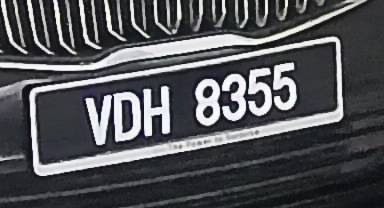 VDH 8355
The Power to Surprise